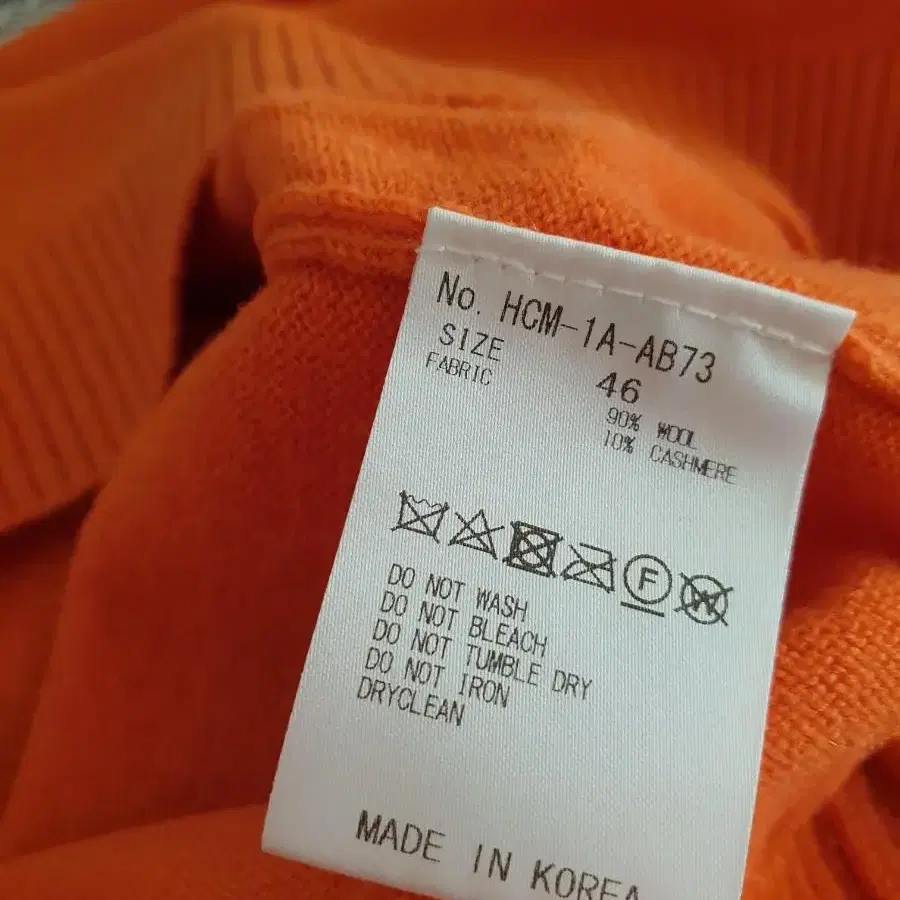 No. HCM-1A-AB73
SIZE 46
FABRIC 90% WOOL
10% CASHMERE
F W
DO NOT WASH
DO NOT BLEACH
DO NOT TUMBLE DRY
DO NOT IRON
DRYCLEAN
MADE IN KOREA